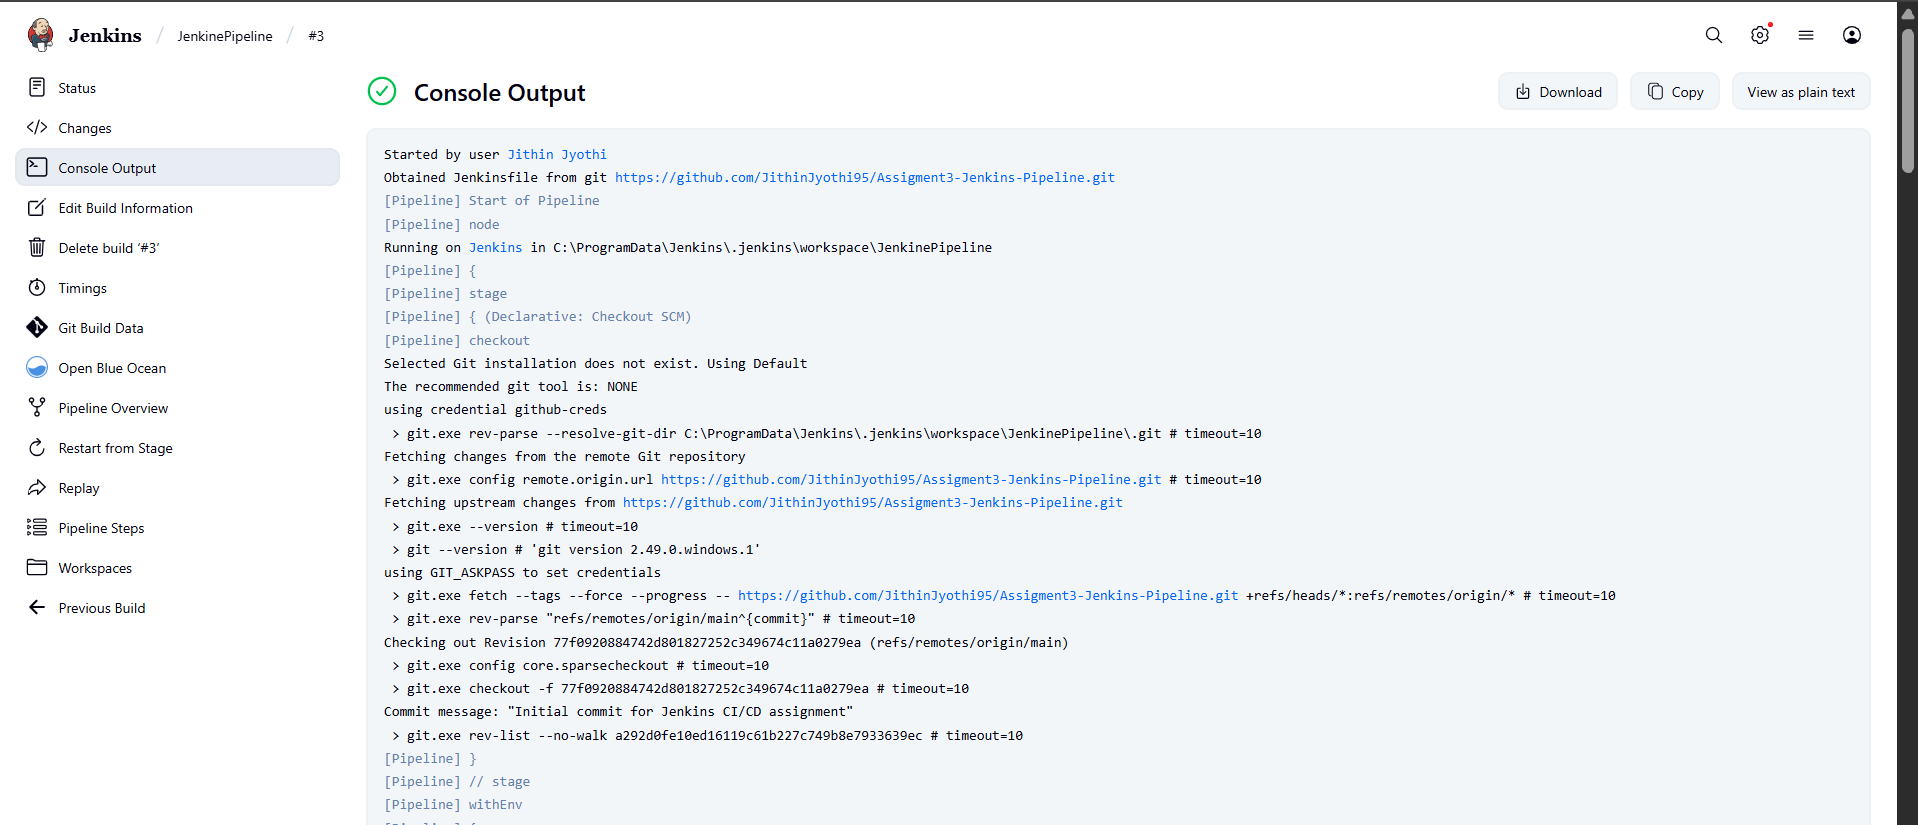 Jenkins / JenkinePipeline / #3
Status
Changes
Console Output
Edit Build Information
Delete build ‘#3’
Timings
Git Build Data
Open Blue Ocean
Pipeline Overview
Restart from Stage
Replay
Pipeline Steps
Workspaces
Previous Build
Console Output
Download
Copy
View as plain text
Started by user Jithin Jyothi
Obtained Jenkinsfile from git https://github.com/JithinJyothi95/Assigment3-Jenkins-Pipeline.git
[Pipeline] Start of Pipeline
[Pipeline] node
Running on Jenkins in C:\ProgramData\Jenkins\.jenkins\workspace\JenkinePipeline
[Pipeline] {
[Pipeline] stage
[Pipeline] { (Declarative: Checkout SCM)
[Pipeline] checkout
Selected Git installation does not exist. Using Default
The recommended git tool is: NONE
using credential github-creds
> git.exe rev-parse --resolve-git-dir C:\ProgramData\Jenkins\.jenkins\workspace\JenkinePipeline\.git # timeout=10
Fetching changes from the remote Git repository
> git.exe config remote.origin.url https://github.com/JithinJyothi95/Assigment3-Jenkins-Pipeline.git # timeout=10
Fetching upstream changes from https://github.com/JithinJyothi95/Assigment3-Jenkins-Pipeline.git
> git.exe --version # timeout=10
> git --version # 'git version 2.49.0.windows.1'
using GIT_ASKPASS to set credentials
> git.exe fetch --tags --force --progress -- https://github.com/JithinJyothi95/Assigment3-Jenkins-Pipeline.git +refs/heads/*:refs/remotes/origin/* # timeout=10
> git.exe rev-parse "refs/remotes/origin/main^{commit}" # timeout=10
Checking out Revision 77f0920884742d801827252c349674c11a0279ea (refs/remotes/origin/main)
> git.exe config core.sparsecheckout # timeout=10
> git.exe checkout -f 77f0920884742d801827252c349674c11a0279ea # timeout=10
Commit message: "Initial commit for Jenkins CI/CD assignment"
> git.exe rev-list --no-walk a292d0fe10ed16119c61b227c749b8e7933639ec # timeout=10
[Pipeline] }
[Pipeline] // stage
[Pipeline] withEnv